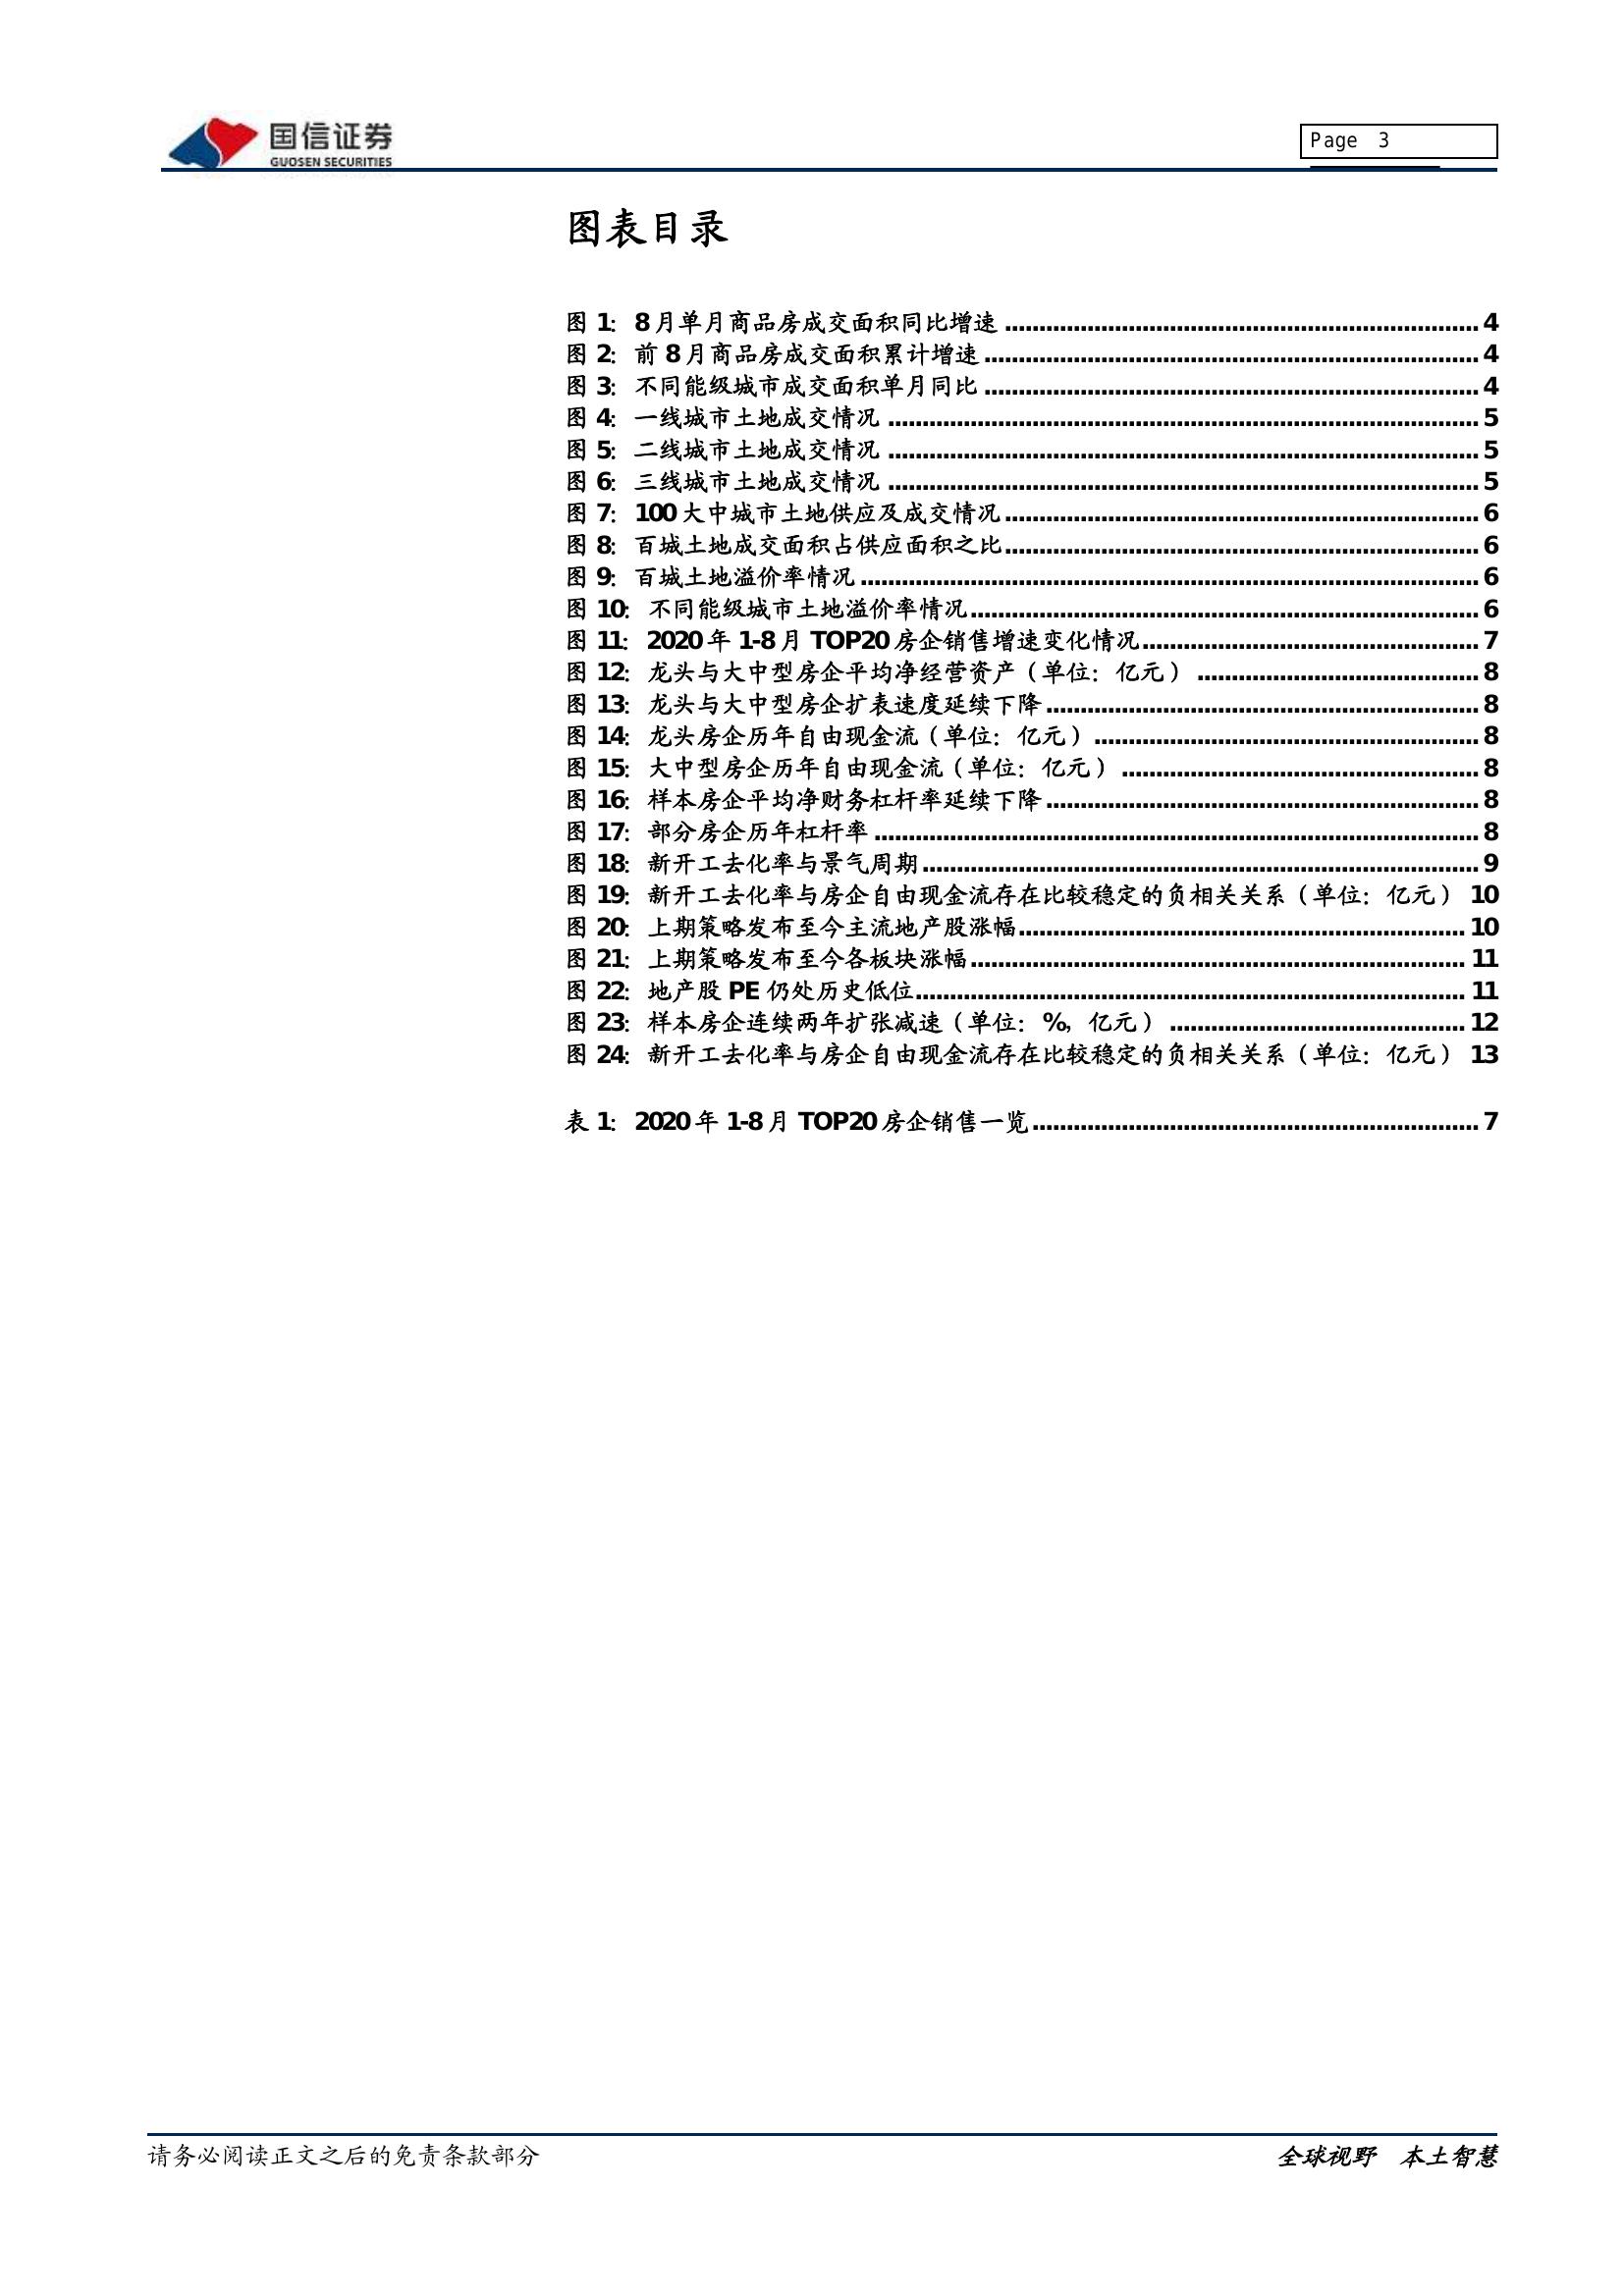 国信证券
GUOSEN SECURITIES
Page 3
图表目录
图 1: 8月单月商品房成交面积同比增速 4
图 2: 前8月商品房成交面积累计增速 4
图 3: 不同能级城市成交面积单月同比 4
图 4: 一线城市土地成交情况 5
图 5: 二线城市土地成交情况 5
图 6: 三线城市土地成交情况 5
图 7: 100大中城市土地供应及成交情况 6
图 8: 百城土地成交面积占供应面积之比 6
图 9: 百城土地溢价率情况 6
图 10: 不同能级城市土地溢价率情况 6
图 11: 2020年1-8月TOP20房企销售增速变化情况 7
图 12: 龙头与大中型房企平均净经营资产（单位：亿元） 8
图 13: 龙头与大中型房企扩表速度延续下降 8
图 14: 龙头房企历年自由现金流（单位：亿元） 8
图 15: 大中型房企历年自由现金流（单位：亿元） 8
图 16: 样本房企平均净财务杠杆率延续下降 8
图 17: 部分房企历年杠杆率 8
图 18: 新开工去化率与景气周期 9
图 19: 新开工去化率与房企自由现金流存在比较稳定的负相关关系（单位：亿元） 10
图 20: 上期策略发布至今主流地产股涨幅 10
图 21: 上期策略发布至今各板块涨幅 11
图 22: 地产股PE仍处历史低位 11
图 23: 样本房企连续两年扩张减速（单位：%，亿元） 12
图 24: 新开工去化率与房企自由现金流存在比较稳定的负相关关系（单位：亿元） 13
表 1: 2020年1-8月TOP20房企销售一览 7
请务必阅读正文之后的免责条款部分
全球视野 本土智慧